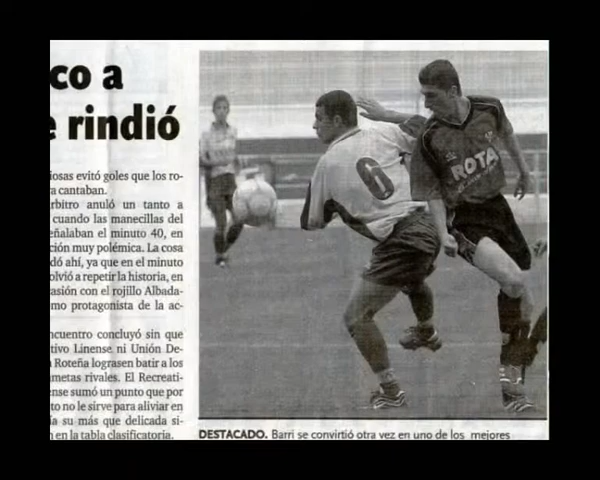 co a
e rindió
iosas evitó goles que los ro-
a cantaban.
rbitro anuló un tanto a
cuando las manecillas del
eñalaban el minuto 40, en
ción muy polémica. La cosa
dó ahí, ya que en el minuto
olvió a repetir la historia, en
asión con el rojillo Albada-
mo protagonista de la ac-
ncuentro concluyó sin que
tivo Linense ni Unión De-
a Roteña lograsen batir a los
metas rivales. El Recreati-
ense sumó un punto que por
to no le sirve para aliviar en
a su más que delicada si-
n en la tabla clasificatoria.
6
ROTA
DESTACADO. Barri se convirtió otra vez en uno de los mejores